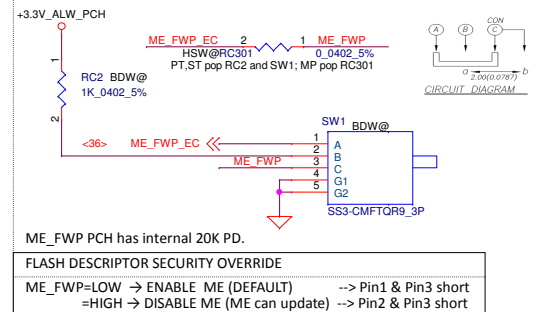 +3.3V_ALW_PCH
ME_FWP_EC 2 1 ME_FWP
HSW@RC301 0_0402_5%
PT,ST pop RC2 and SW1; MP pop RC301
CON
A B C
a b
2.00(0.0787)
CIRCUIT DIAGRAM
1
RC2 BDW@
1K_0402_5%
2
SW1 BDW@
<36> ME_FWP_EC 1 A
2 B
ME_FWP 3 C
4 G1
5 G2
SS3-CMFTQR9_3P
ME_FWP PCH has internal 20K PD.
FLASH DESCRIPTOR SECURITY OVERRIDE
ME_FWP=LOW → ENABLE ME (DEFAULT) --> Pin1 & Pin3 short
=HIGH → DISABLE ME (ME can update) --> Pin2 & Pin3 short